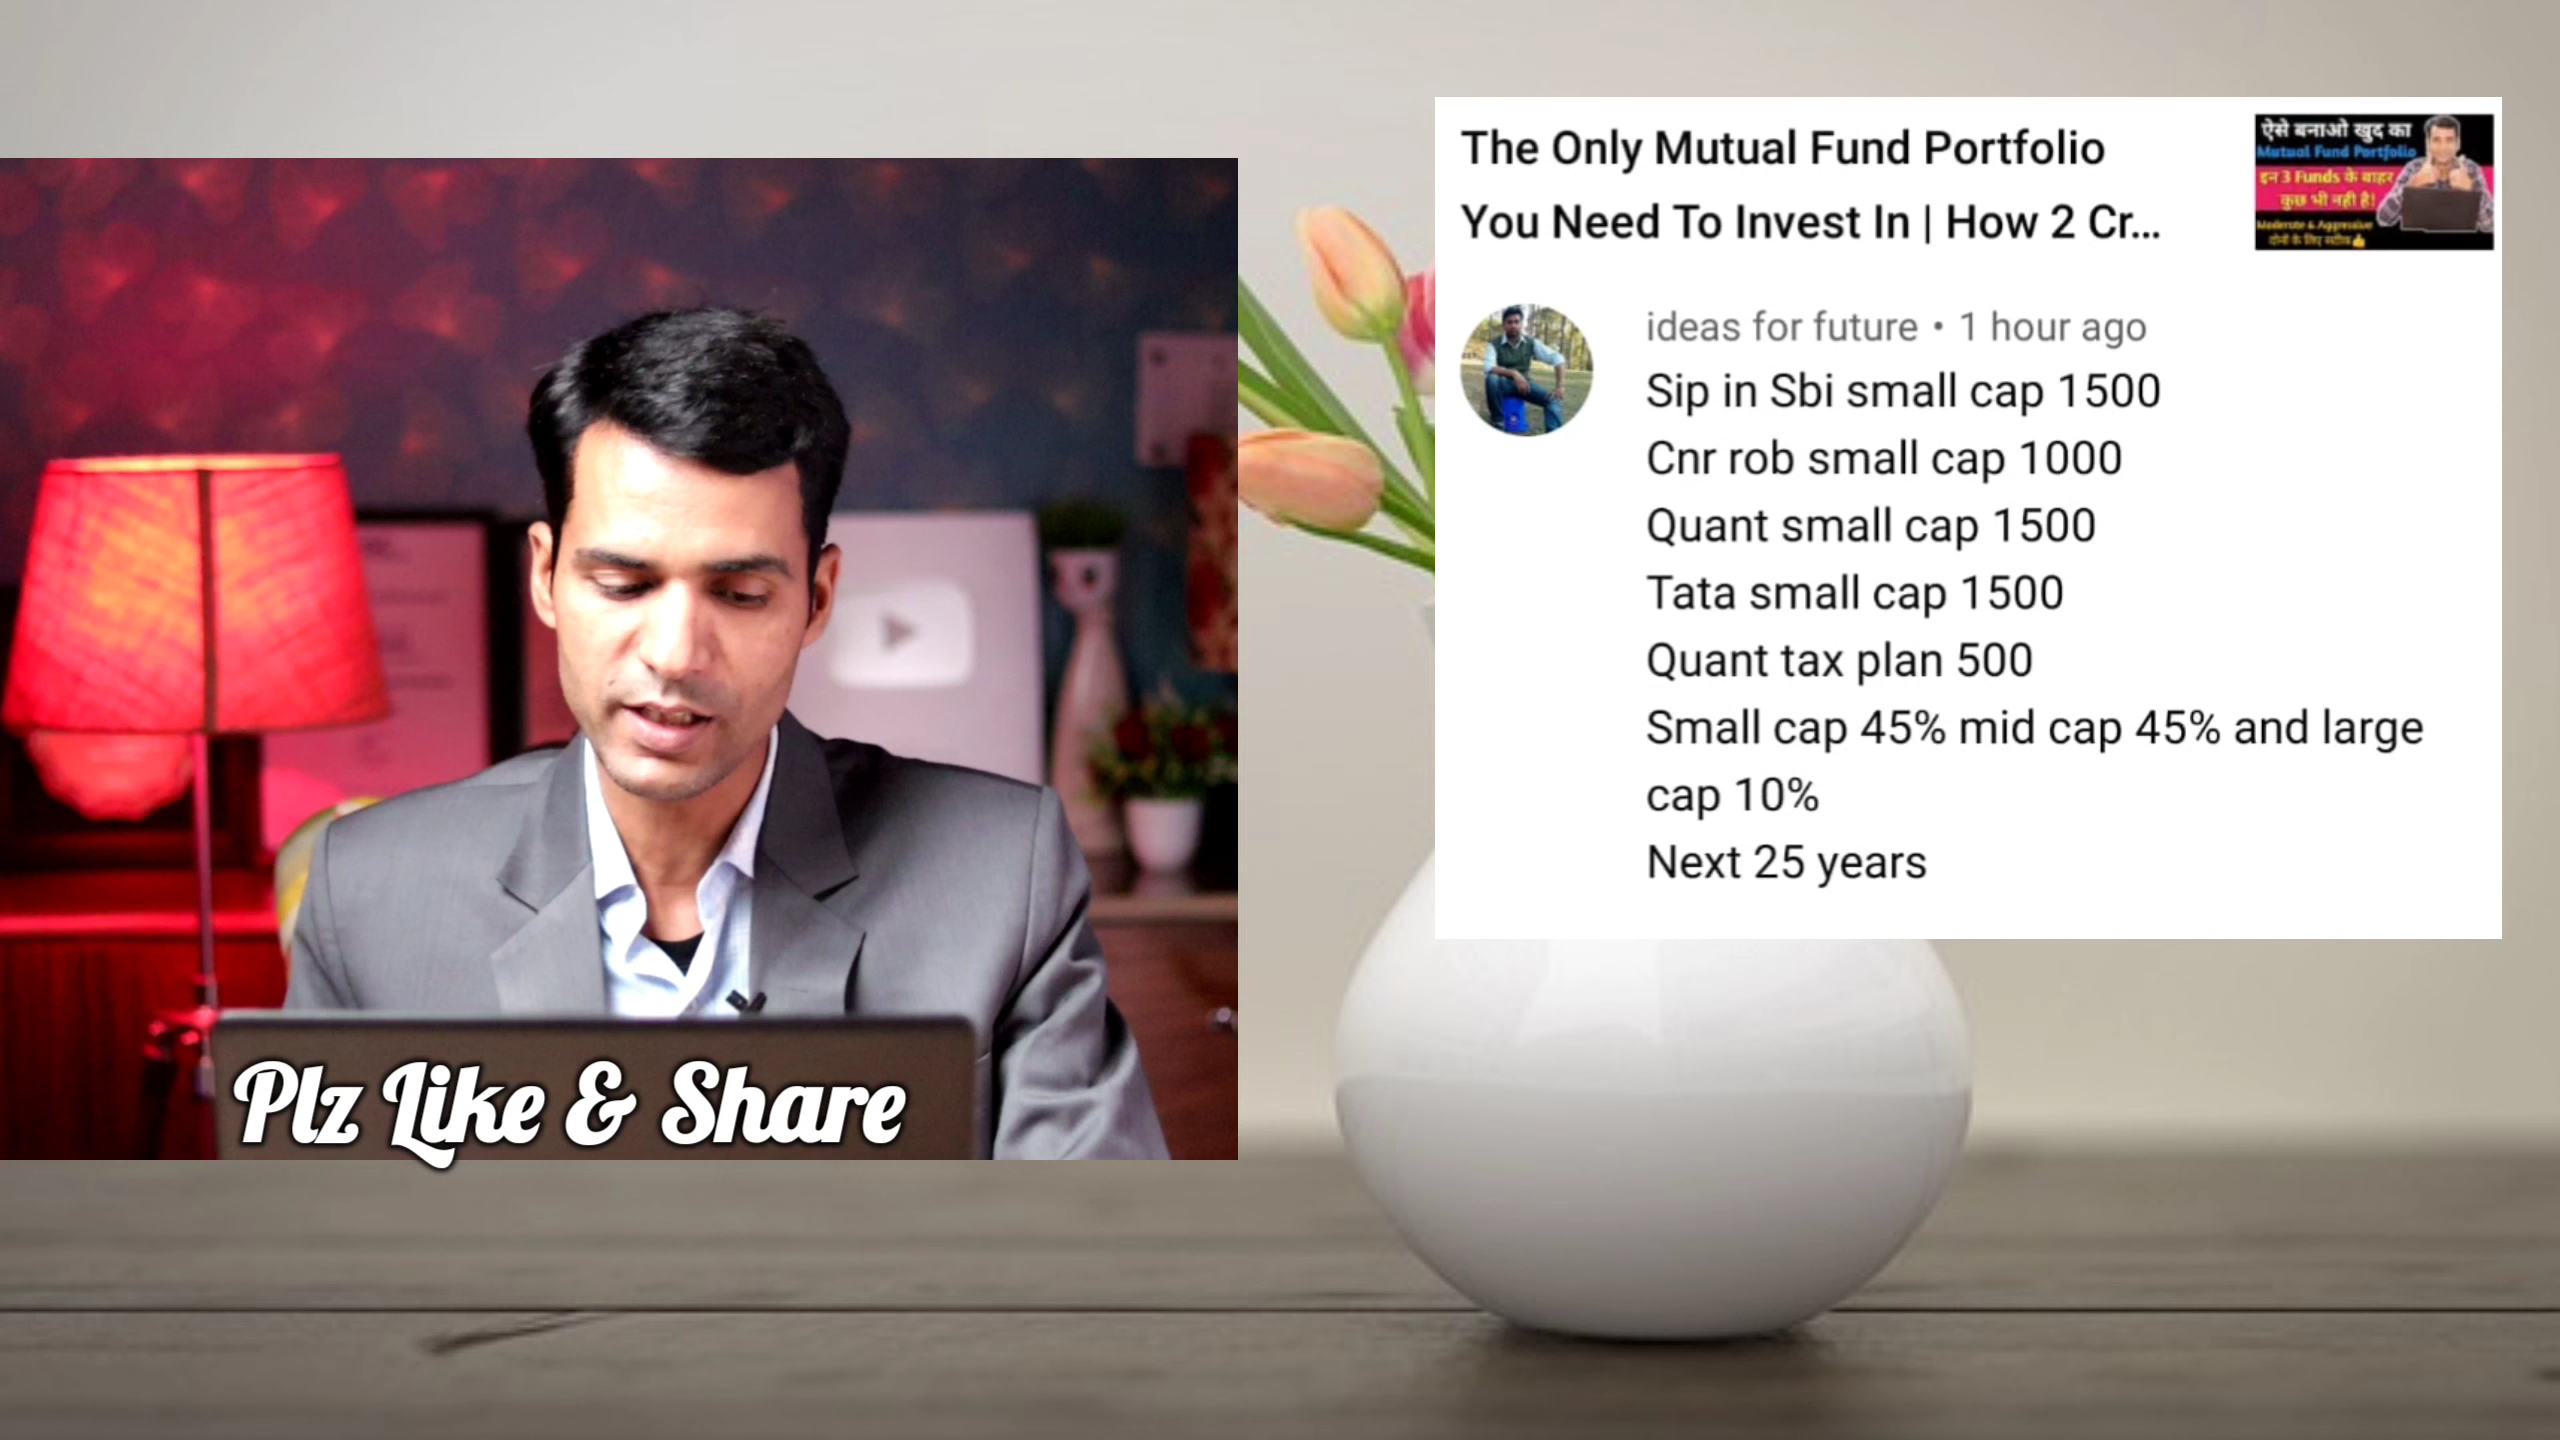 The Only Mutual Fund Portfolio
You Need To Invest In | How 2 Cr...
ऐसे बनाओ खुद का
Mutual Fund Portfolio
इन 3 Funds के बाहर
कुछ भी नही है!
Moderate & Aggressive
दोनों के लिए सटीक👍
ideas for future • 1 hour ago
Sip in Sbi small cap 1500
Cnr rob small cap 1000
Quant small cap 1500
Tata small cap 1500
Quant tax plan 500
Small cap 45% mid cap 45% and large
cap 10%
Next 25 years
Plz Like & Share